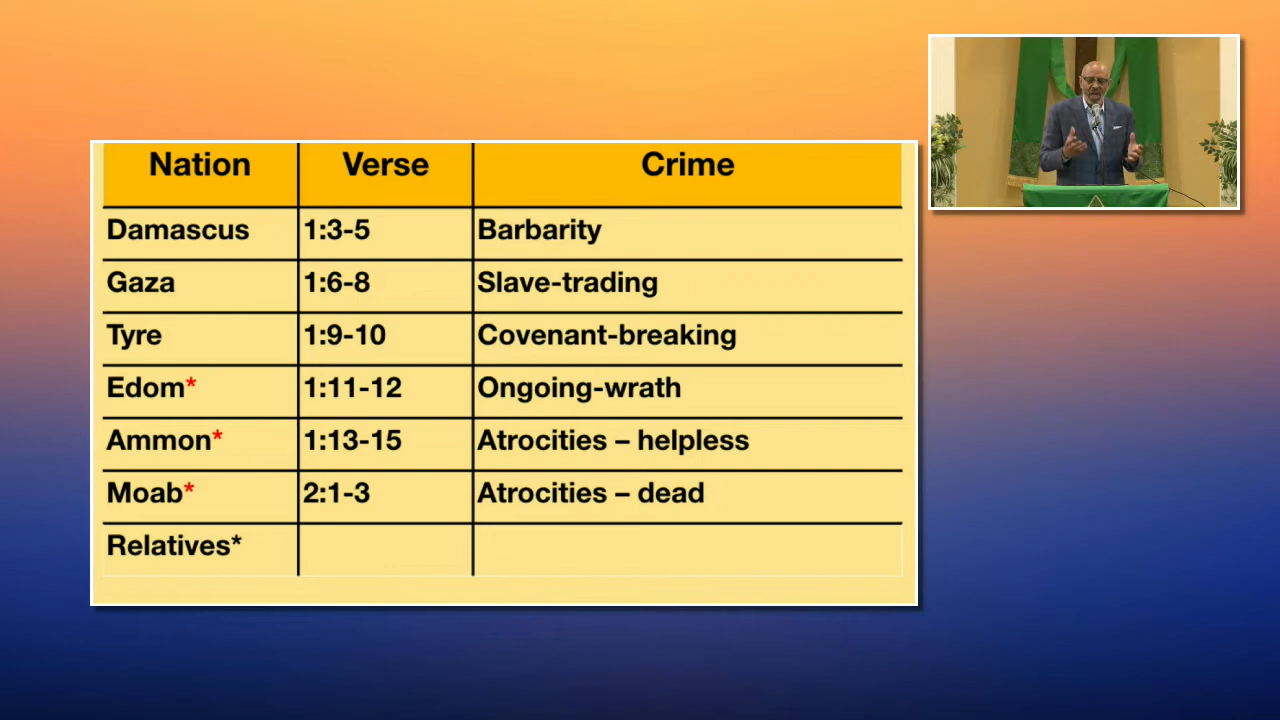 Nation Verse Crime
Damascus 1:3-5 Barbarity
Gaza 1:6-8 Slave-trading
Tyre 1:9-10 Covenant-breaking
Edom* 1:11-12 Ongoing-wrath
Ammon* 1:13-15 Atrocities – helpless
Moab* 2:1-3 Atrocities – dead
Relatives*